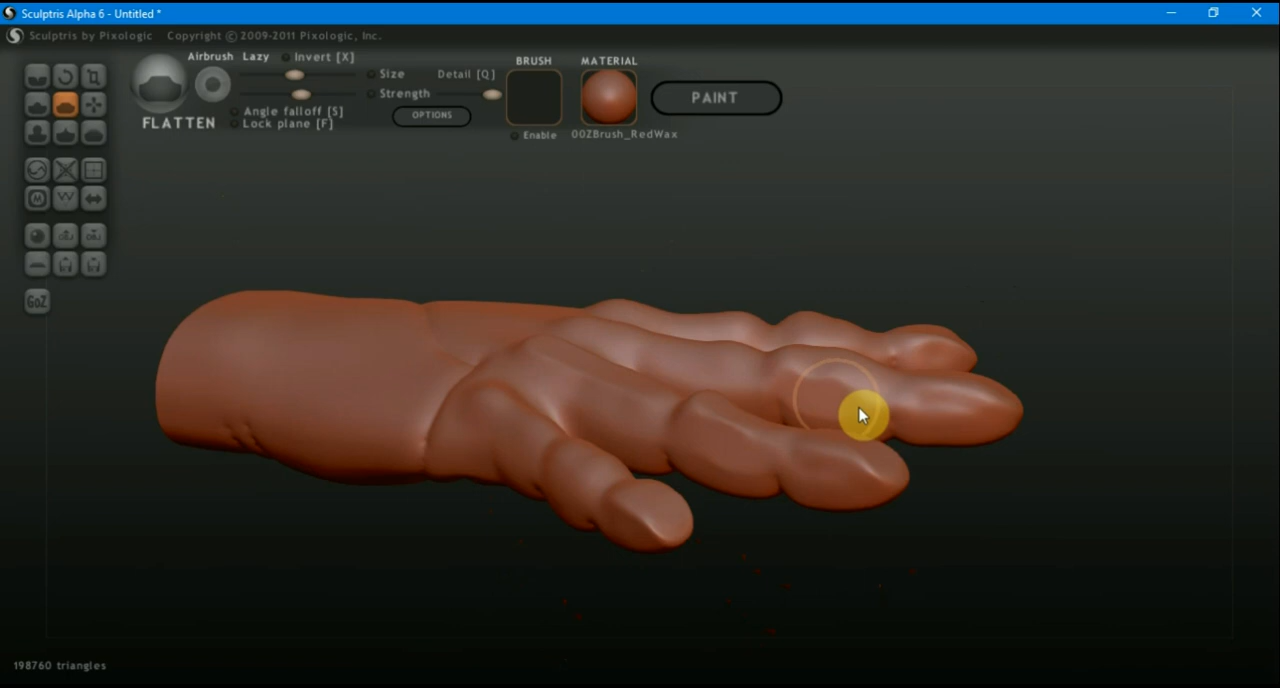 Sculptris Alpha 6 - Untitled *
Sculptris by Pixologic Copyright © 2009-2011 Pixologic, Inc.
Airbrush Lazy Invert [X]
BRUSH MATERIAL
Size Detail [Q]
Strength
PAINT
Angle falloff [S]
OPTIONS
FLATTEN
Lock plane [F]
Enable 00ZBrush_RedWax
GoZ
198760 triangles